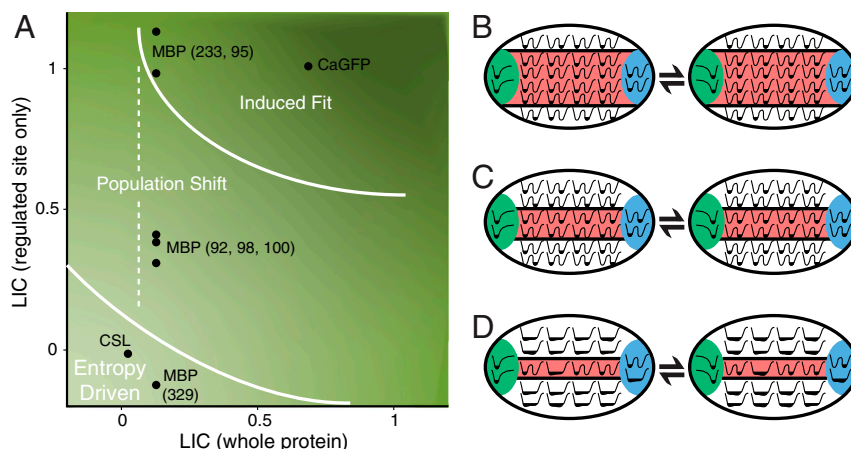 A
MBP (233, 95)
CaGFP
1
Induced Fit
Population Shift
LIC (regulated site only)
0.5
MBP (92, 98, 100)
CSL
0
Entropy
Driven
MBP
(329)
0
0.5
1
LIC (whole protein)
B
C
D